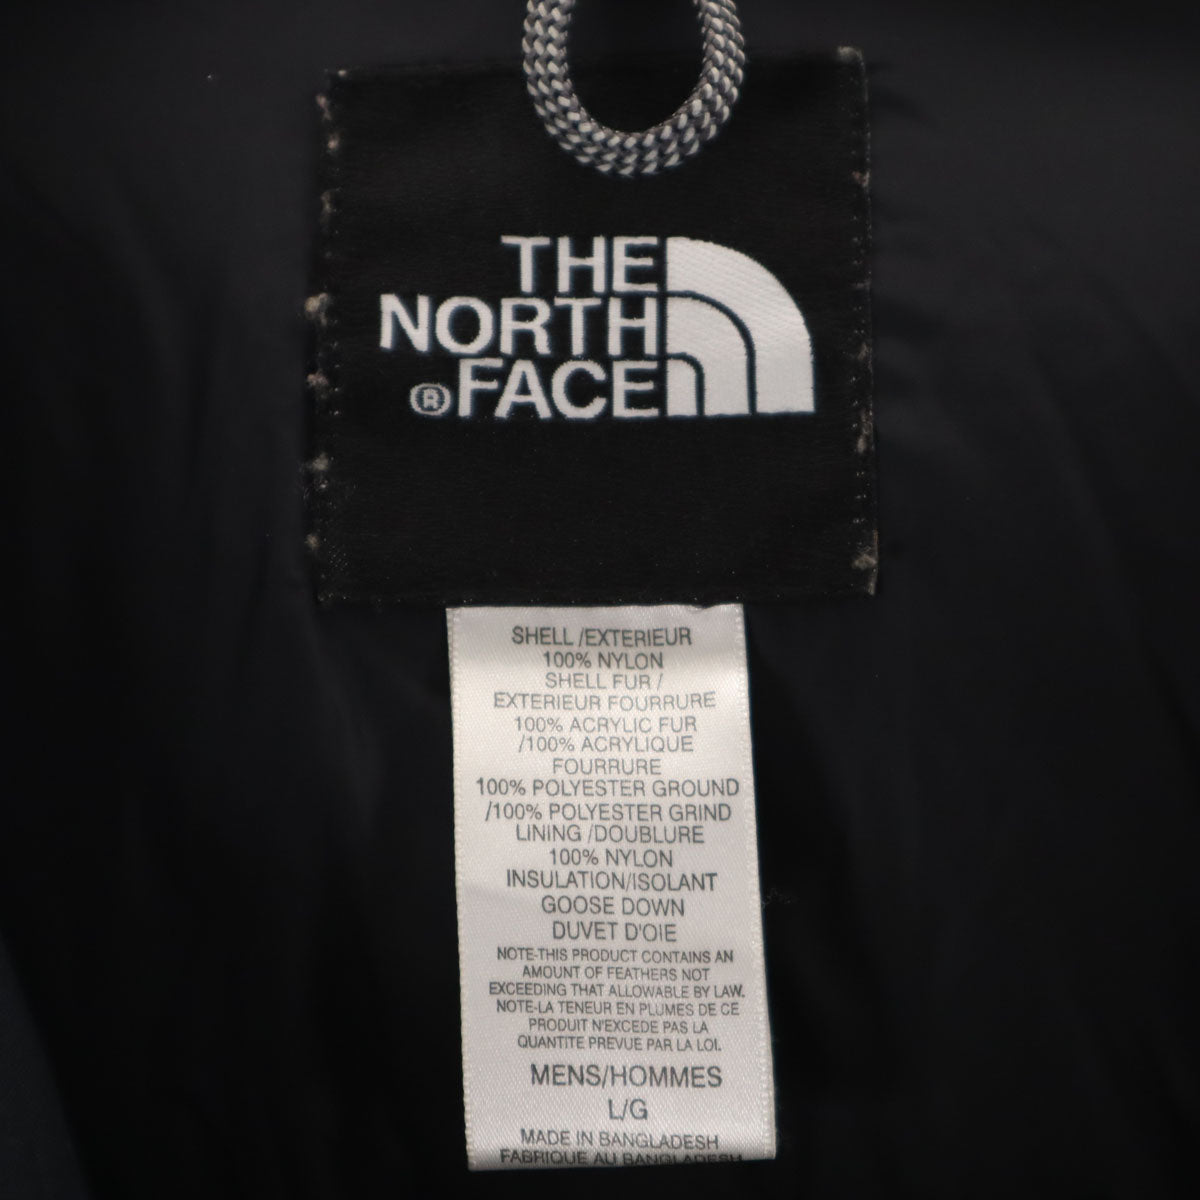 THE
NORTH
® FACE
SHELL /EXTERIEUR
100% NYLON
SHELL FUR /
EXTERIEUR FOURRURE
100% ACRYLIC FUR
/100% ACRYLIQUE
FOURRURE
100% POLYESTER GROUND
/100% POLYESTER GRIND
LINING /DOUBLURE
100% NYLON
INSULATION/ISOLANT
GOOSE DOWN
DUVET D'OIE
NOTE-THIS PRODUCT CONTAINS AN
AMOUNT OF FEATHERS NOT
EXCEEDING THAT ALLOWABLE BY LAW.
NOTE-LA TENEUR EN PLUMES DE CE
PRODUIT N'EXCEDE PAS LA
QUANTITE PREVUE PAR LA LOI.
MENS/HOMMES
L/G
MADE IN BANGLADESH
FABRIQUE AU BANGLADESH